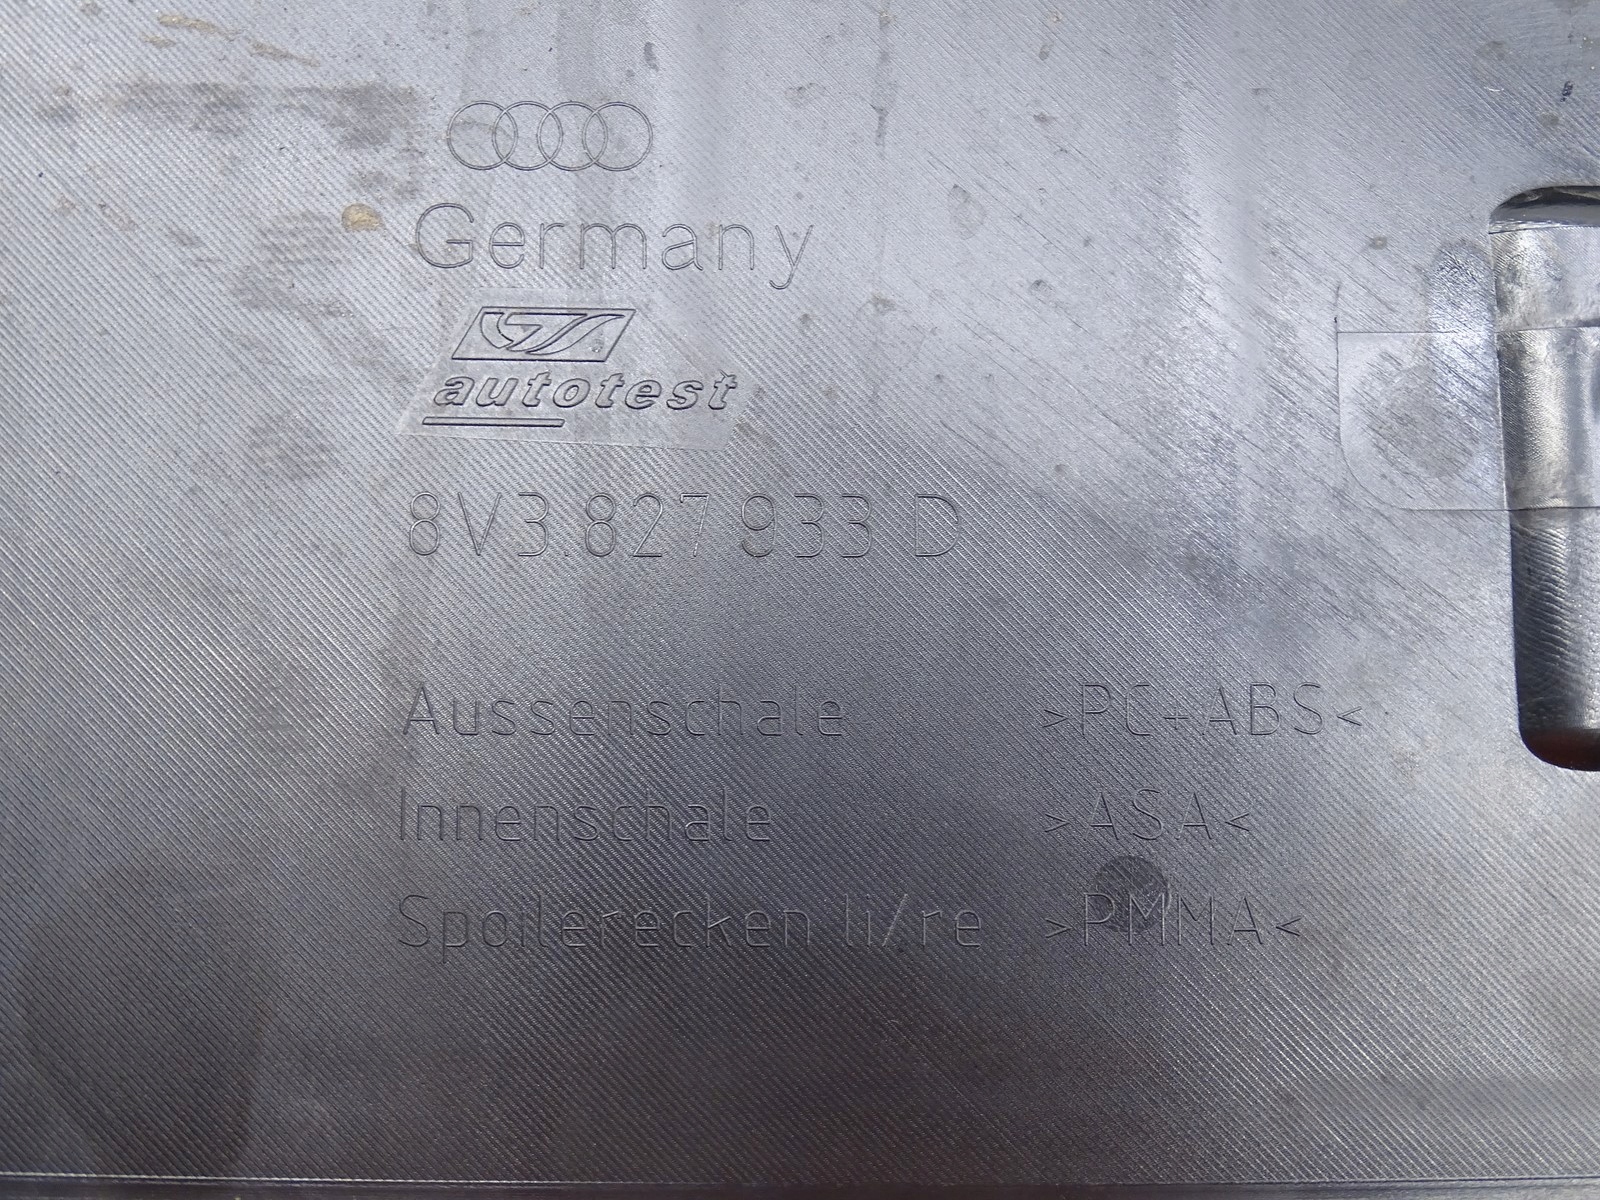 Germany
autotest
8V3.827 933 D
Aussenschale >PC+ABS<
Innenschale >ASA<
Spoilerecken li/re >PMMA<